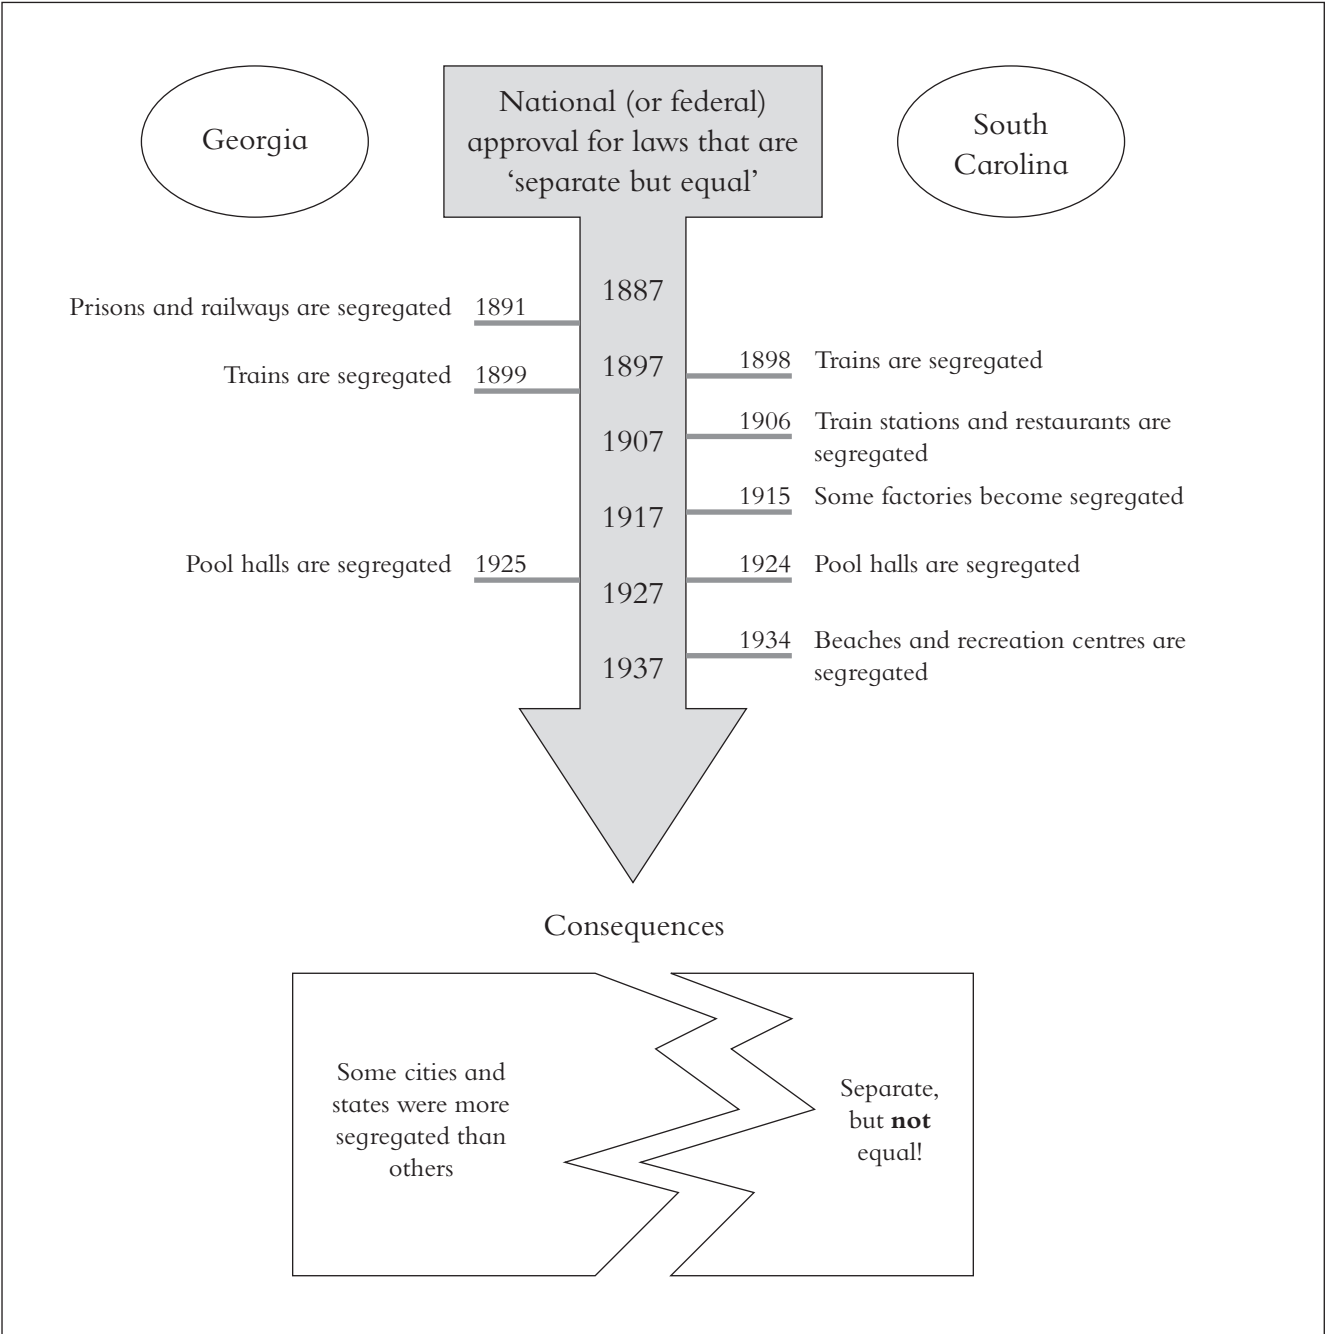 Georgia
National (or federal)
approval for laws that are
‘separate but equal’
South
Carolina
1887
Prisons and railways are segregated 1891
1897
1898 Trains are segregated
Trains are segregated 1899
1906 Train stations and restaurants are
segregated
1907
1915 Some factories become segregated
1917
Pool halls are segregated 1925
1924 Pool halls are segregated
1927
1934 Beaches and recreation centres are
segregated
1937
Consequences
Some cities and
states were more
segregated than
others
Separate,
but not
equal!